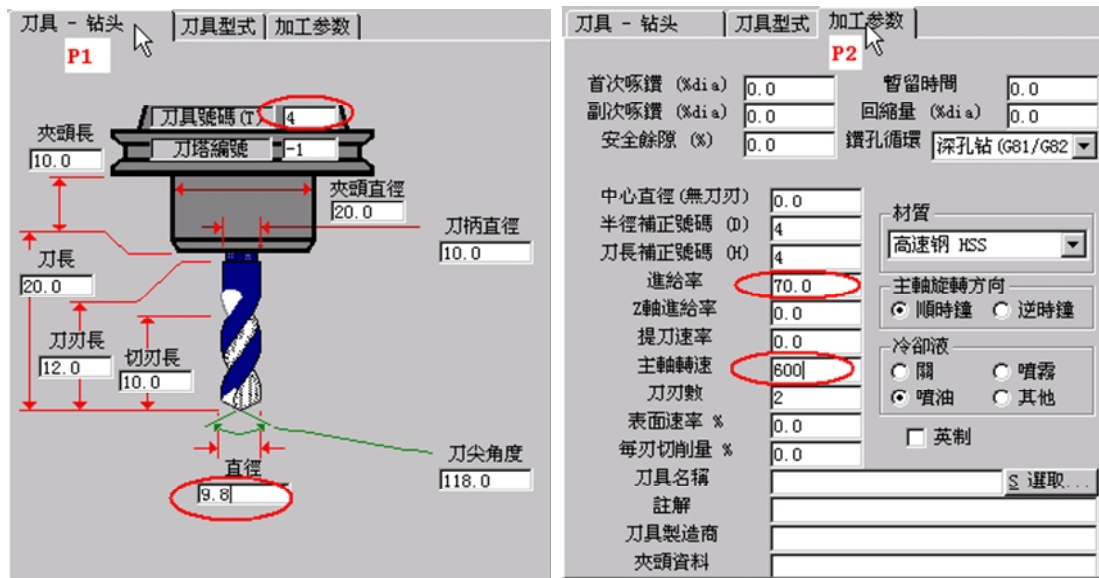 刀具 - 钻头 刀具型式 加工参数
P1
刀具號碼(T) 4
刀塔編號 -1
夾頭長
10.0
夾頭直徑
20.0
刀柄直徑
10.0
刀長
20.0
刀刃長
12.0
切刃長
10.0
直徑
9.8
刀尖角度
118.0
刀具 - 钻头 刀具型式 加工参数
P2
首次啄鑽 (%dia) 0.0 暫留時間 0.0
副次啄鑽 (%dia) 0.0 回縮量 (%dia) 0.0
安全餘隙 (%) 0.0 鑽孔循環 深孔钻(G81/G82
中心直徑(無刀刃) 0.0
半徑補正號碼 (D) 4
刀長補正號碼 (H) 4
進給率 70.0
Z軸進給率 0.0
提刀速率 0.0
主軸轉速 600
刀刃數 2
表面速率 % 0.0
每刃切削量 % 0.0
刀具名稱 S 選取...
註解
刀具製造商
夾頭資料
材質
高速钢 HSS
主軸旋轉方向
順時鐘 逆時鐘
冷卻液
關 噴霧
噴油 其他
英制